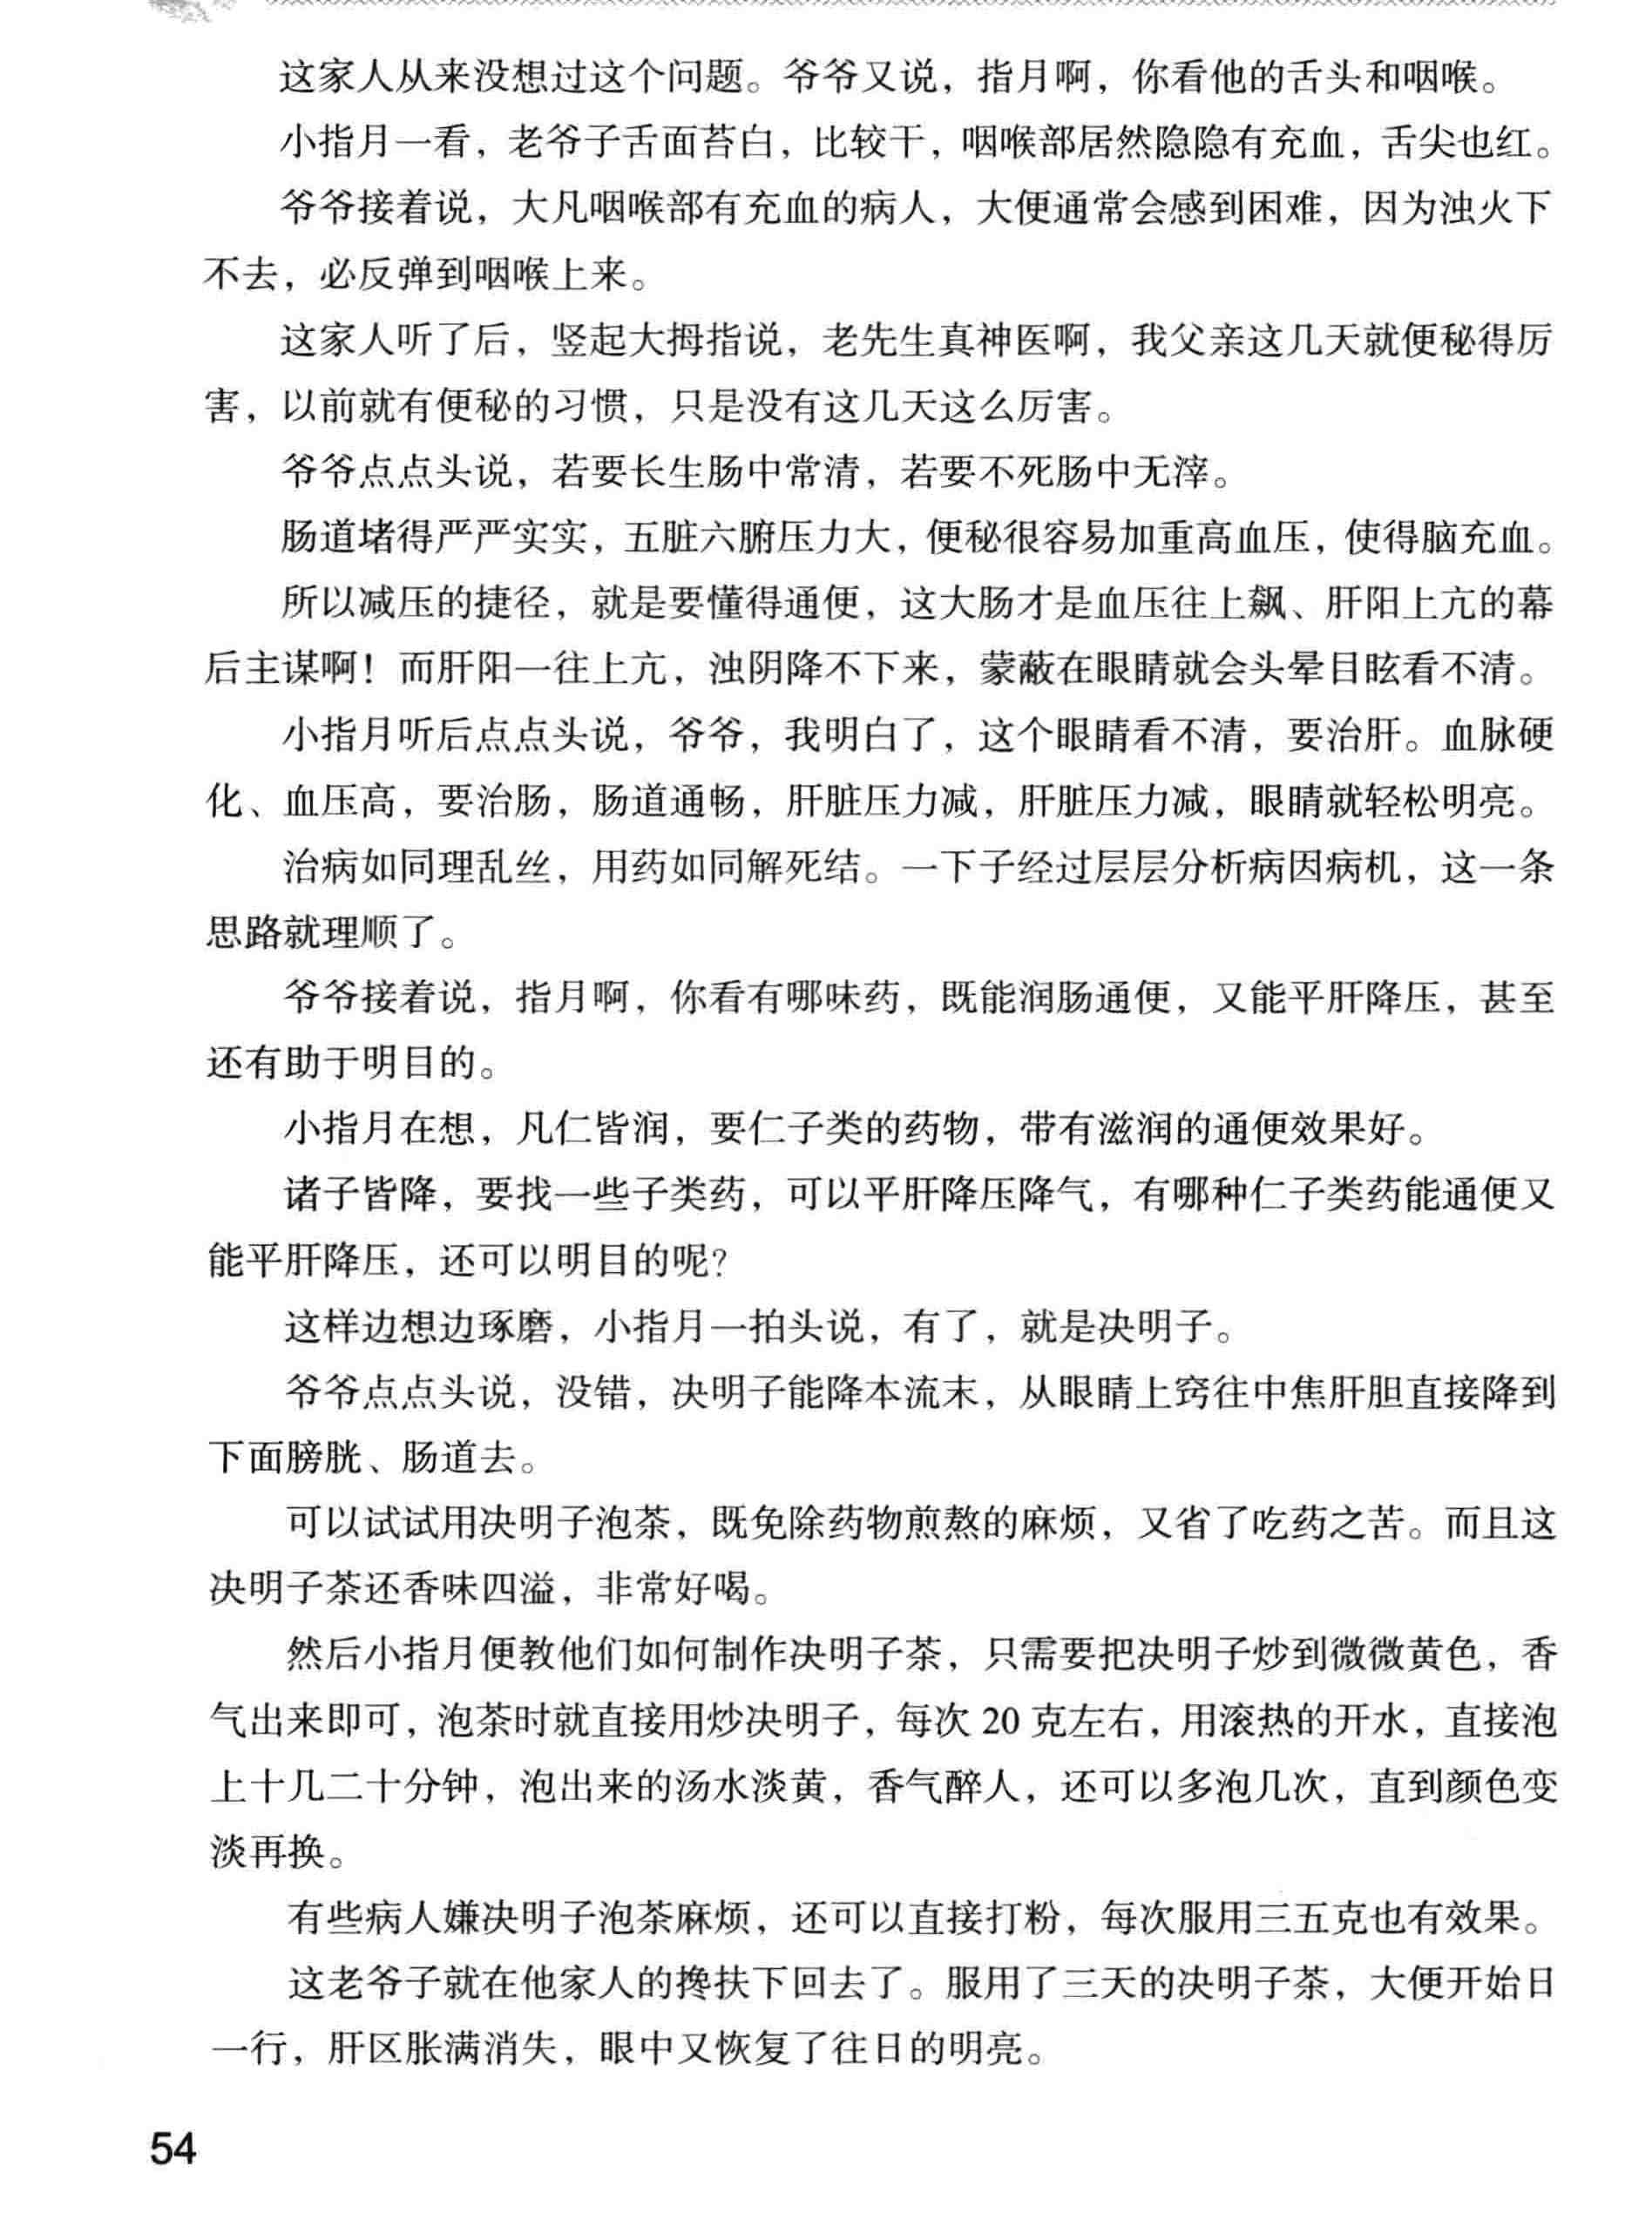 这家人从来没想过这个问题。爷爷又说，指月啊，你看他的舌头和咽喉。
小指月一看，老爷子舌面苔白，比较干，咽喉部居然隐隐有充血，舌尖也红。
爷爷接着说，大凡咽喉部有充血的病人，大便通常会感到困难，因为浊火下
不去，必反弹到咽喉上来。
这家人听了后，竖起大拇指说，老先生真神医啊，我父亲这几天就便秘得厉
害，以前就有便秘的习惯，只是没有这几天这么厉害。
爷爷点点头说，若要长生肠中常清，若要不死肠中无滓。
肠道堵得严严实实，五脏六腑压力大，便秘很容易加重高血压，使得脑充血。
所以减压的捷径，就是要懂得通便，这大肠才是血压往上飙、肝阳上亢的幕
后主谋啊！而肝阳一往上亢，浊阴降不下来，蒙蔽在眼睛就会头晕目眩看不清。
小指月听后点点头说，爷爷，我明白了，这个眼睛看不清，要治肝。血脉硬
化、血压高，要治肠，肠道通畅，肝脏压力减，肝脏压力减，眼睛就轻松明亮。
治病如同理乱丝，用药如同解死结。一下子经过层层分析病因病机，这一条
思路就理顺了。
爷爷接着说，指月啊，你看有哪味药，既能润肠通便，又能平肝降压，甚至
还有助于明目的。
小指月在想，凡仁皆润，要仁子类的药物，带有滋润的通便效果好。
诸子皆降，要找一些子类药，可以平肝降压降气，有哪种仁子类药能通便又
能平肝降压，还可以明目的呢？
这样边想边琢磨，小指月一拍头说，有了，就是决明子。
爷爷点点头说，没错，决明子能降本流末，从眼睛上窍往中焦肝胆直接降到
下面膀胱、肠道去。
可以试试用决明子泡茶，既免除药物煎熬的麻烦，又省了吃药之苦。而且这
决明子茶还香味四溢，非常好喝。
然后小指月便教他们如何制作决明子茶，只需要把决明子炒到微微黄色，香
气出来即可，泡茶时就直接用炒决明子，每次 20 克左右，用滚热的开水，直接泡
上十几二十分钟，泡出来的汤水淡黄，香气醉人，还可以多泡几次，直到颜色变
淡再换。
有些病人嫌决明子泡茶麻烦，还可以直接打粉，每次服用三五克也有效果。
这老爷子就在他家人的搀扶下回去了。服用了三天的决明子茶，大便开始日
一行，肝区胀满消失，眼中又恢复了往日的明亮。
54